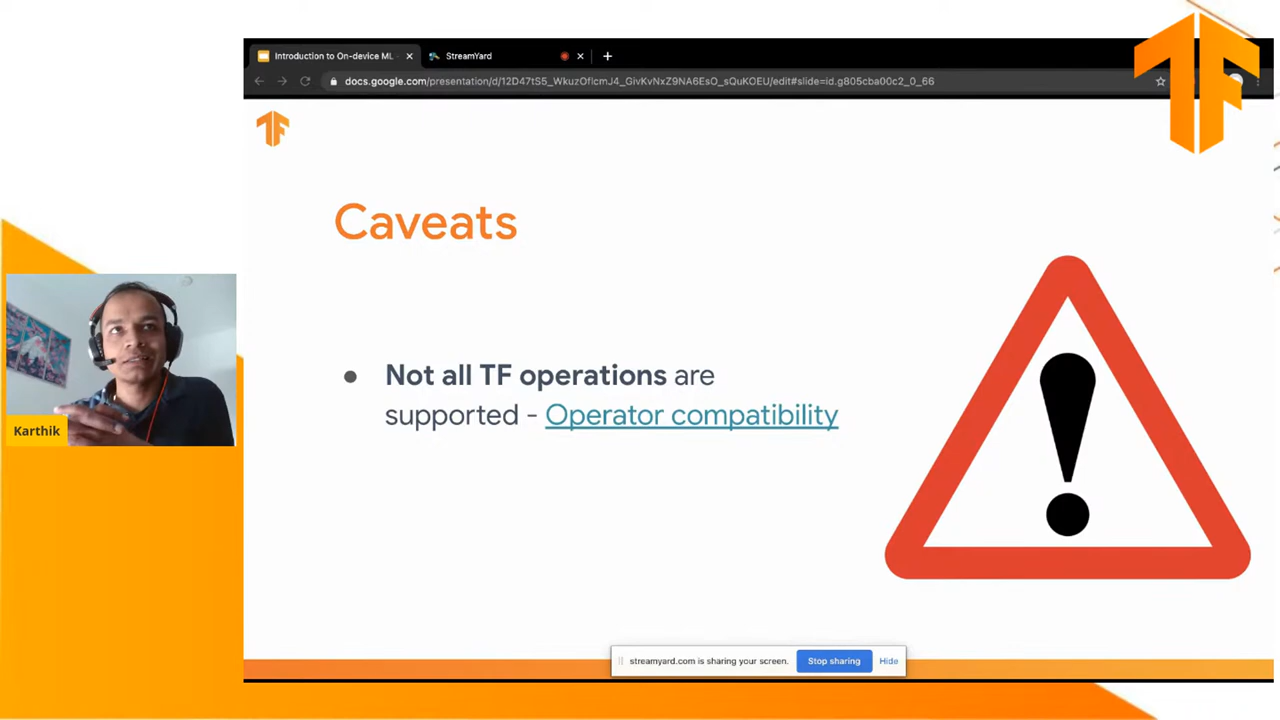 Introduction to On-device ML
StreamYard
docs.google.com/presentation/d/12D47tS5_WkuzOficmJ4_GivKvNxZ9NA6EsO_sQuKOEU/edit#slide=id.g805cba00c2_0_66
Caveats
Not all TF operations are
supported - Operator compatibility
Karthik
streamyard.com is sharing your screen. Stop sharing Hide